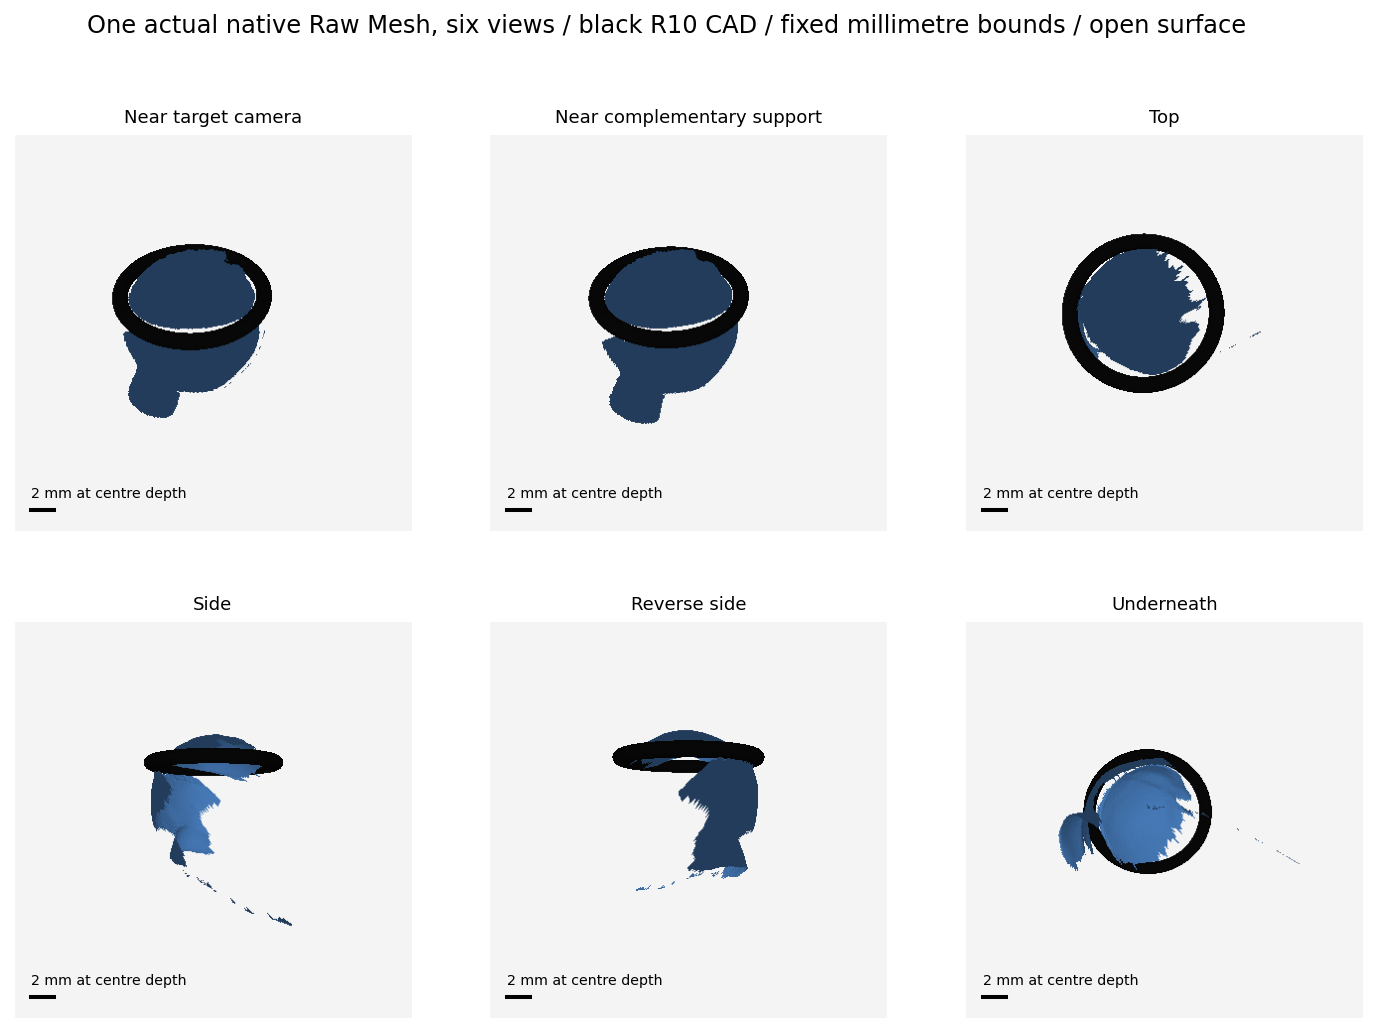 One actual native Raw Mesh, six views / black R10 CAD / fixed millimetre bounds / open surface
Near target camera
Near complementary support
Top
2 mm at centre depth
2 mm at centre depth
2 mm at centre depth
Side
Reverse side
Underneath
2 mm at centre depth
2 mm at centre depth
2 mm at centre depth